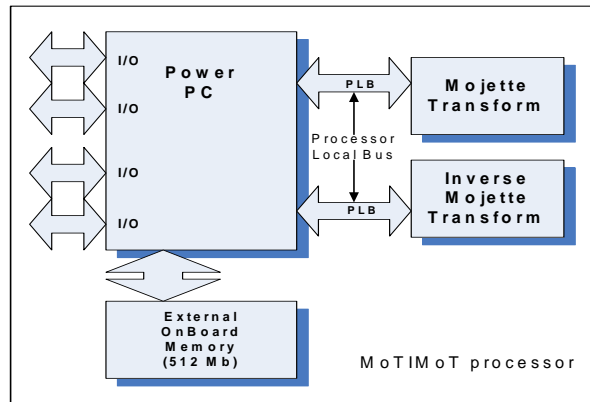 I/O
I/O
I/O
I/O
Power
PC
PLB
Processor
Local Bus
PLB
Mojette
Transform
Inverse
Mojette
Transform
External
OnBoard
Memory
(512 Mb)
MoTIMoT processor